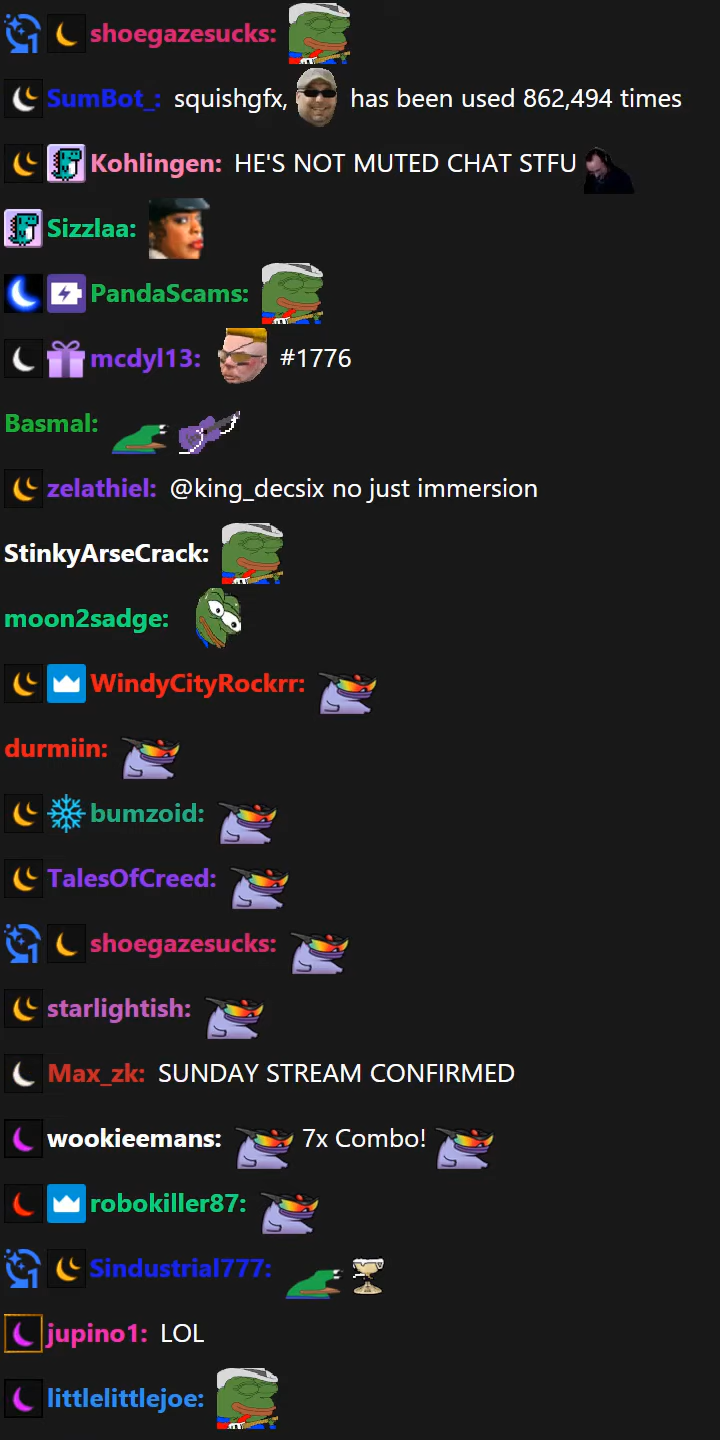 shoegazesucks:
SumBot_: squishgfx, has been used 862,494 times
Kohlingen: HE'S NOT MUTED CHAT STFU
Sizzlaa:
PandaScams:
mcdyl13: #1776
Basmal:
zelathiel: @king_decsix no just immersion
StinkyArseCrack:
moon2sadge:
WindyCityRockrr:
durmiin:
bumzoid:
TalesOfCreed:
shoegazesucks:
starlightish:
Max_zk: SUNDAY STREAM CONFIRMED
wookieemans: 7x Combo!
robokiller87:
Sindustrial777:
jupino1: LOL
littlelittlejoe: